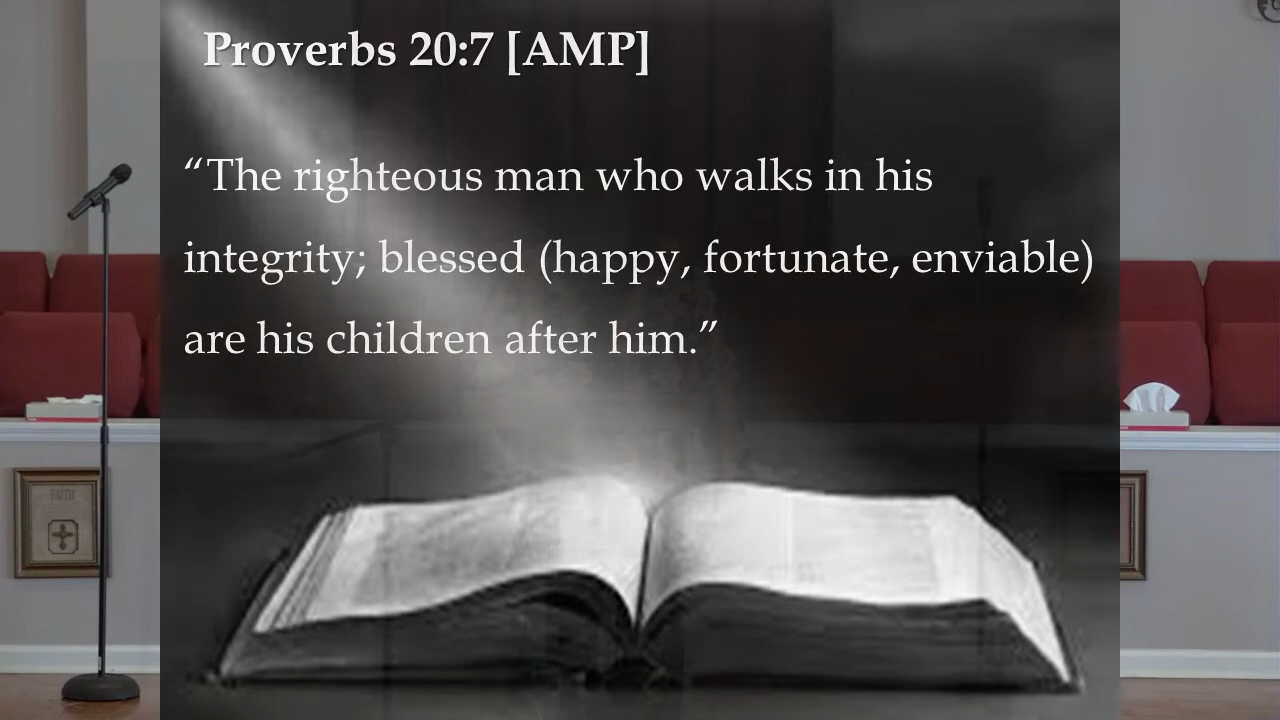 Proverbs 20:7 [AMP]
“The righteous man who walks in his
integrity; blessed (happy, fortunate, enviable)
are his children after him.”
FAITH